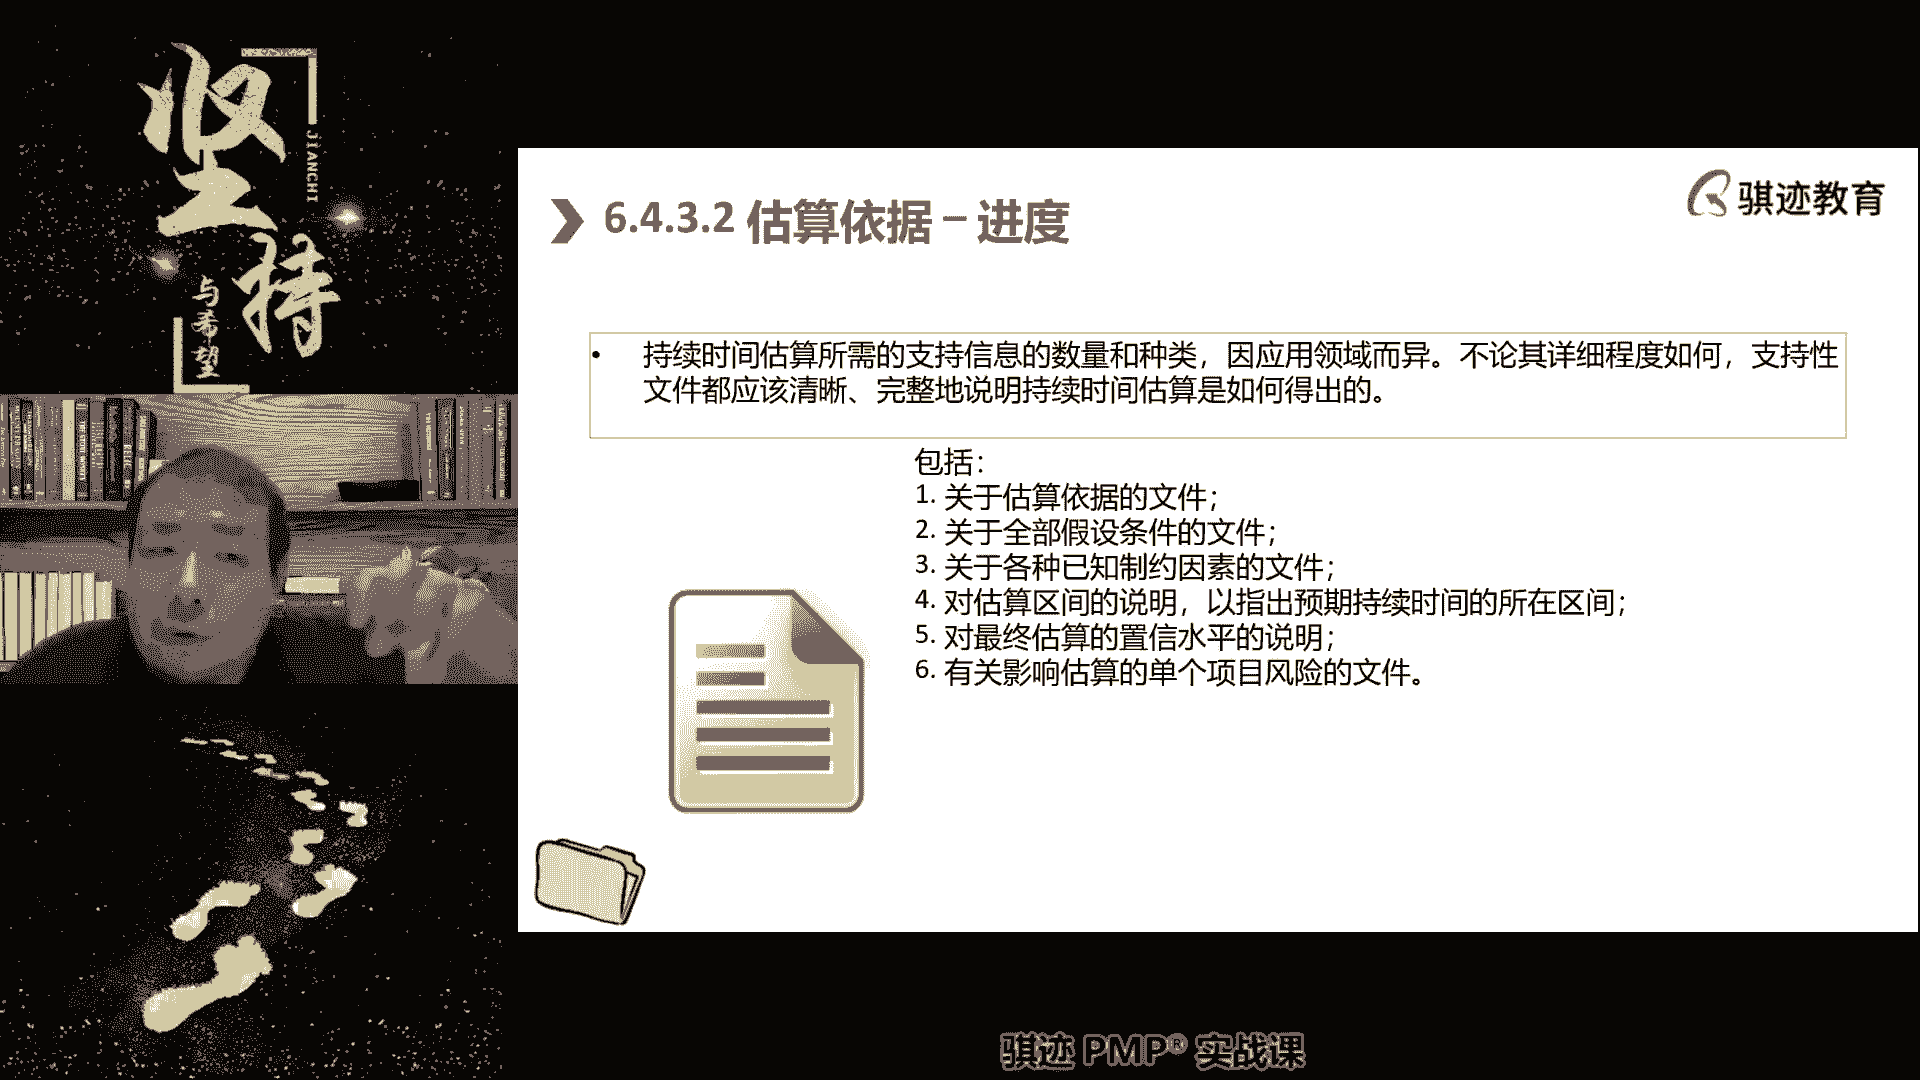 坚持
JIANCHI
与希望
骐迹教育
6.4.3.2 估算依据 – 进度
• 持续时间估算所需的支持信息的数量和种类，因应用领域而异。不论其详细程度如何，支持性
文件都应该清晰、完整地说明持续时间估算是如何得出的。
包括：
1. 关于估算依据的文件；
2. 关于全部假设条件的文件；
3. 关于各种已知制约因素的文件；
4. 对估算区间的说明，以指出预期持续时间的所在区间；
5. 对最终估算的置信水平的说明；
6. 有关影响估算的单个项目风险的文件。
骐迹 PMP® 实战课